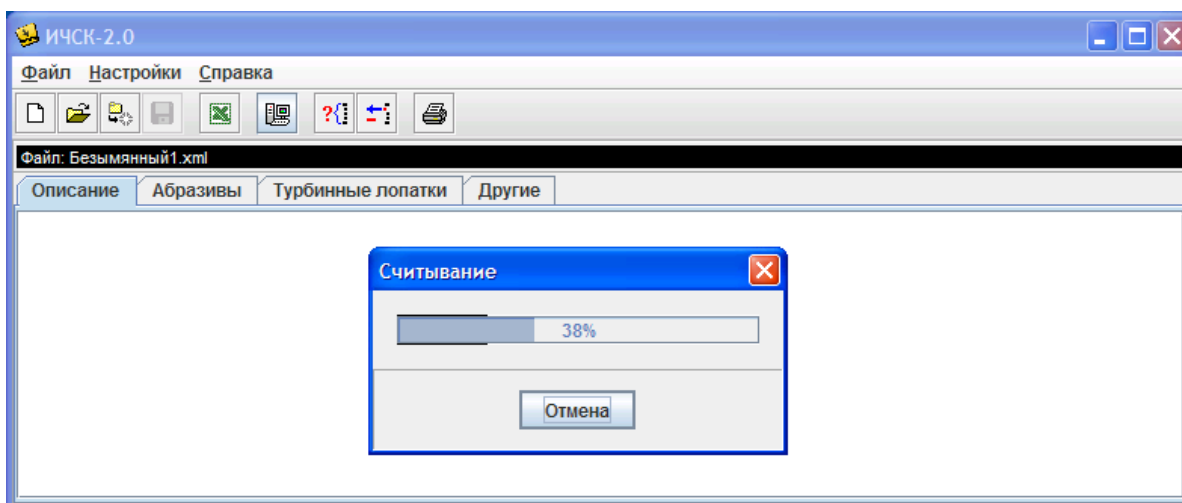 ИЧСК-2.0
Файл Настройки Справка
Файл: Безымянный1.xml
Описание Абразивы Турбинные лопатки Другие
Считывание
38%
Отмена